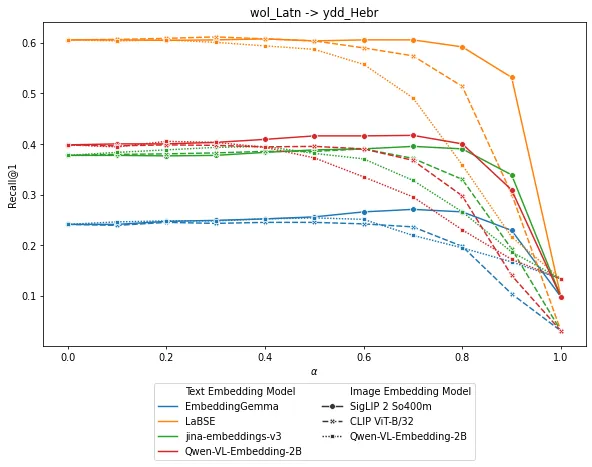 wol_Latn -> ydd_Hebr
Recall@1
0.6
0.5
0.4
0.3
0.2
0.1
0.0 0.2 0.4 0.6 0.8 1.0
α
Text Embedding Model Image Embedding Model
EmbeddingGemma SigLIP 2 So400m
LaBSE CLIP ViT-B/32
jina-embeddings-v3 Qwen-VL-Embedding-2B
Qwen-VL-Embedding-2B